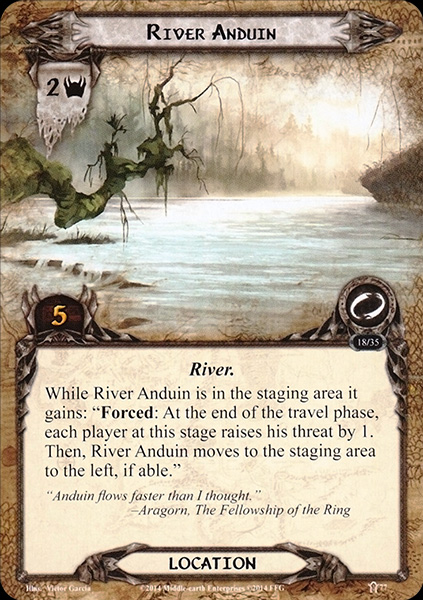 RIVER ANDUIN
2
5
18/35
River.
While River Anduin is in the staging area it
gains: “Forced: At the end of the travel phase,
each player at this stage raises his threat by 1.
Then, River Anduin moves to the staging area
to the left, if able.”
“Anduin flows faster than I thought.”
–Aragorn, The Fellowship of the Ring
LOCATION
Illus. Victor Garcia ©2014 Middle-earth Enterprises ©2014 FFG 77